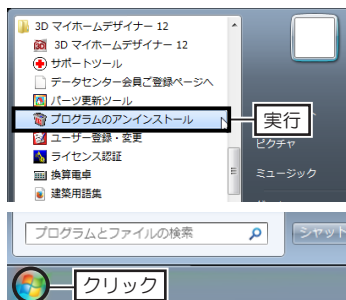 3D マイホームデザイナー 12
3D マイホームデザイナー 12
サポートツール
データセンター会員ご登録ページへ
パーツ更新ツール
プログラムのアンインストール
実行
ユーザー登録・変更
ピクチャ
ライセンス認証
換算電卓
ミュージック
建築用語集
プログラムとファイルの検索
シャット
クリック